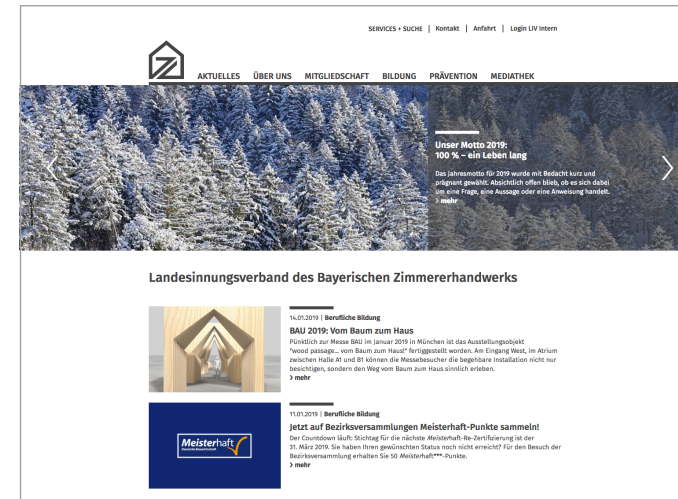 SERVICES + SUCHE | Kontakt | Anfahrt | Login LIV Intern
AKTUELLES ÜBER UNS MITGLIEDSCHAFT BILDUNG PRÄVENTION MEDIATHEK
Unser Motto 2019:
100 % – ein Leben lang
Das Jahresmotto für 2019 wurde mit Bedacht kurz und
prägnant gewählt. Absichtlich offen blieb, ob es sich dabei
um eine Frage, eine Aussage oder eine Anweisung handelt.
> mehr
Landesinnungsverband des Bayerischen Zimmererhandwerks
14.01.2019 | Berufliche Bildung
BAU 2019: Vom Baum zum Haus
Pünktlich zur Messe BAU im Januar 2019 in München ist das Ausstellungsobjekt
"wood passage... vom Baum zum Haus!" fertiggestellt worden. Am Eingang West, im Atrium
zwischen Halle A1 und B1 können die Messebesucher die begehbare Installation nicht nur
besichtigen, sondern den Weg vom Baum zum Haus sinnlich erleben.
> mehr
Meisterhaft
Deutsche Bauwirtschaft
11.01.2019 | Berufliche Bildung
Jetzt auf Bezirksversammlungen Meisterhaft-Punkte sammeln!
Der Countdown läuft: Stichtag für die nächste Meisterhaft-Re-Zertifizierung ist der
31. März 2019. Sie haben Ihren gewünschten Status noch nicht erreicht? Für den Besuch der
Bezirksversammlung erhalten Sie 50 Meisterhaft***-Punkte.
> mehr